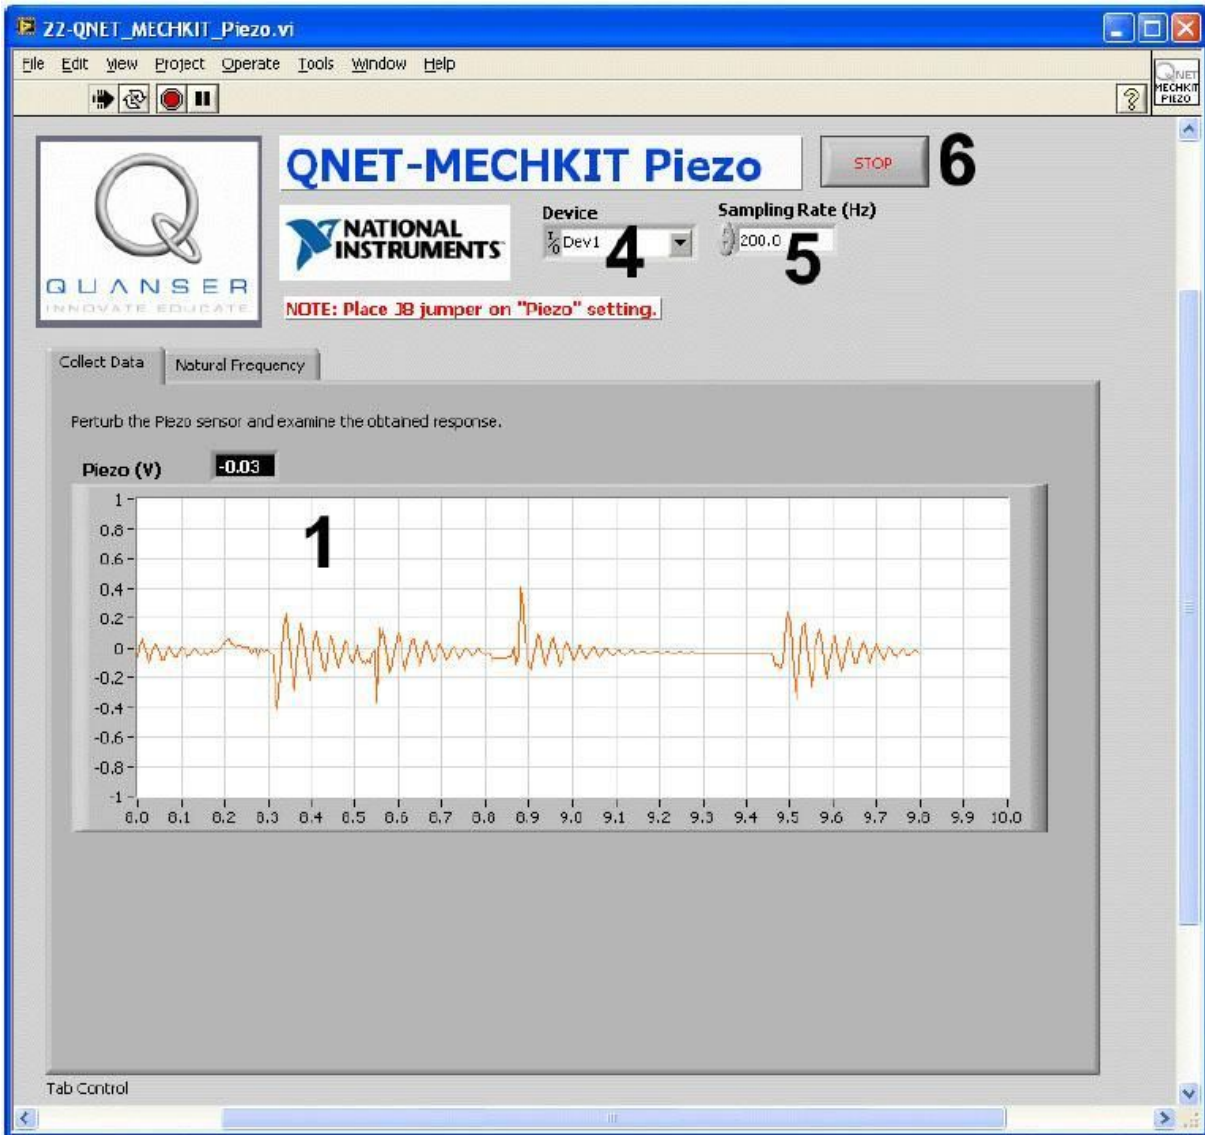 22-QNET_MECHKIT_Piezo.vi
File Edit View Project Operate Tools Window Help
QNET
MECHKIT
PIEZO
QNET-MECHKIT Piezo
STOP
6
QUANSER
INNOVATE EDUCATE
NATIONAL
INSTRUMENTS
Device
Dev1
4
Sampling Rate (Hz)
200.0
5
NOTE: Place J8 jumper on "Piezo" setting.
Collect Data Natural Frequency
Perturb the Piezo sensor and examine the obtained response.
Piezo (V) -0.03
1
1
0.8
0.6
0.4
0.2
0
-0.2
-0.4
-0.6
-0.8
-1
8.0 8.1 8.2 8.3 8.4 8.5 8.6 8.7 8.8 8.9 9.0 9.1 9.2 9.3 9.4 9.5 9.6 9.7 9.8 9.9 10.0
Tab Control